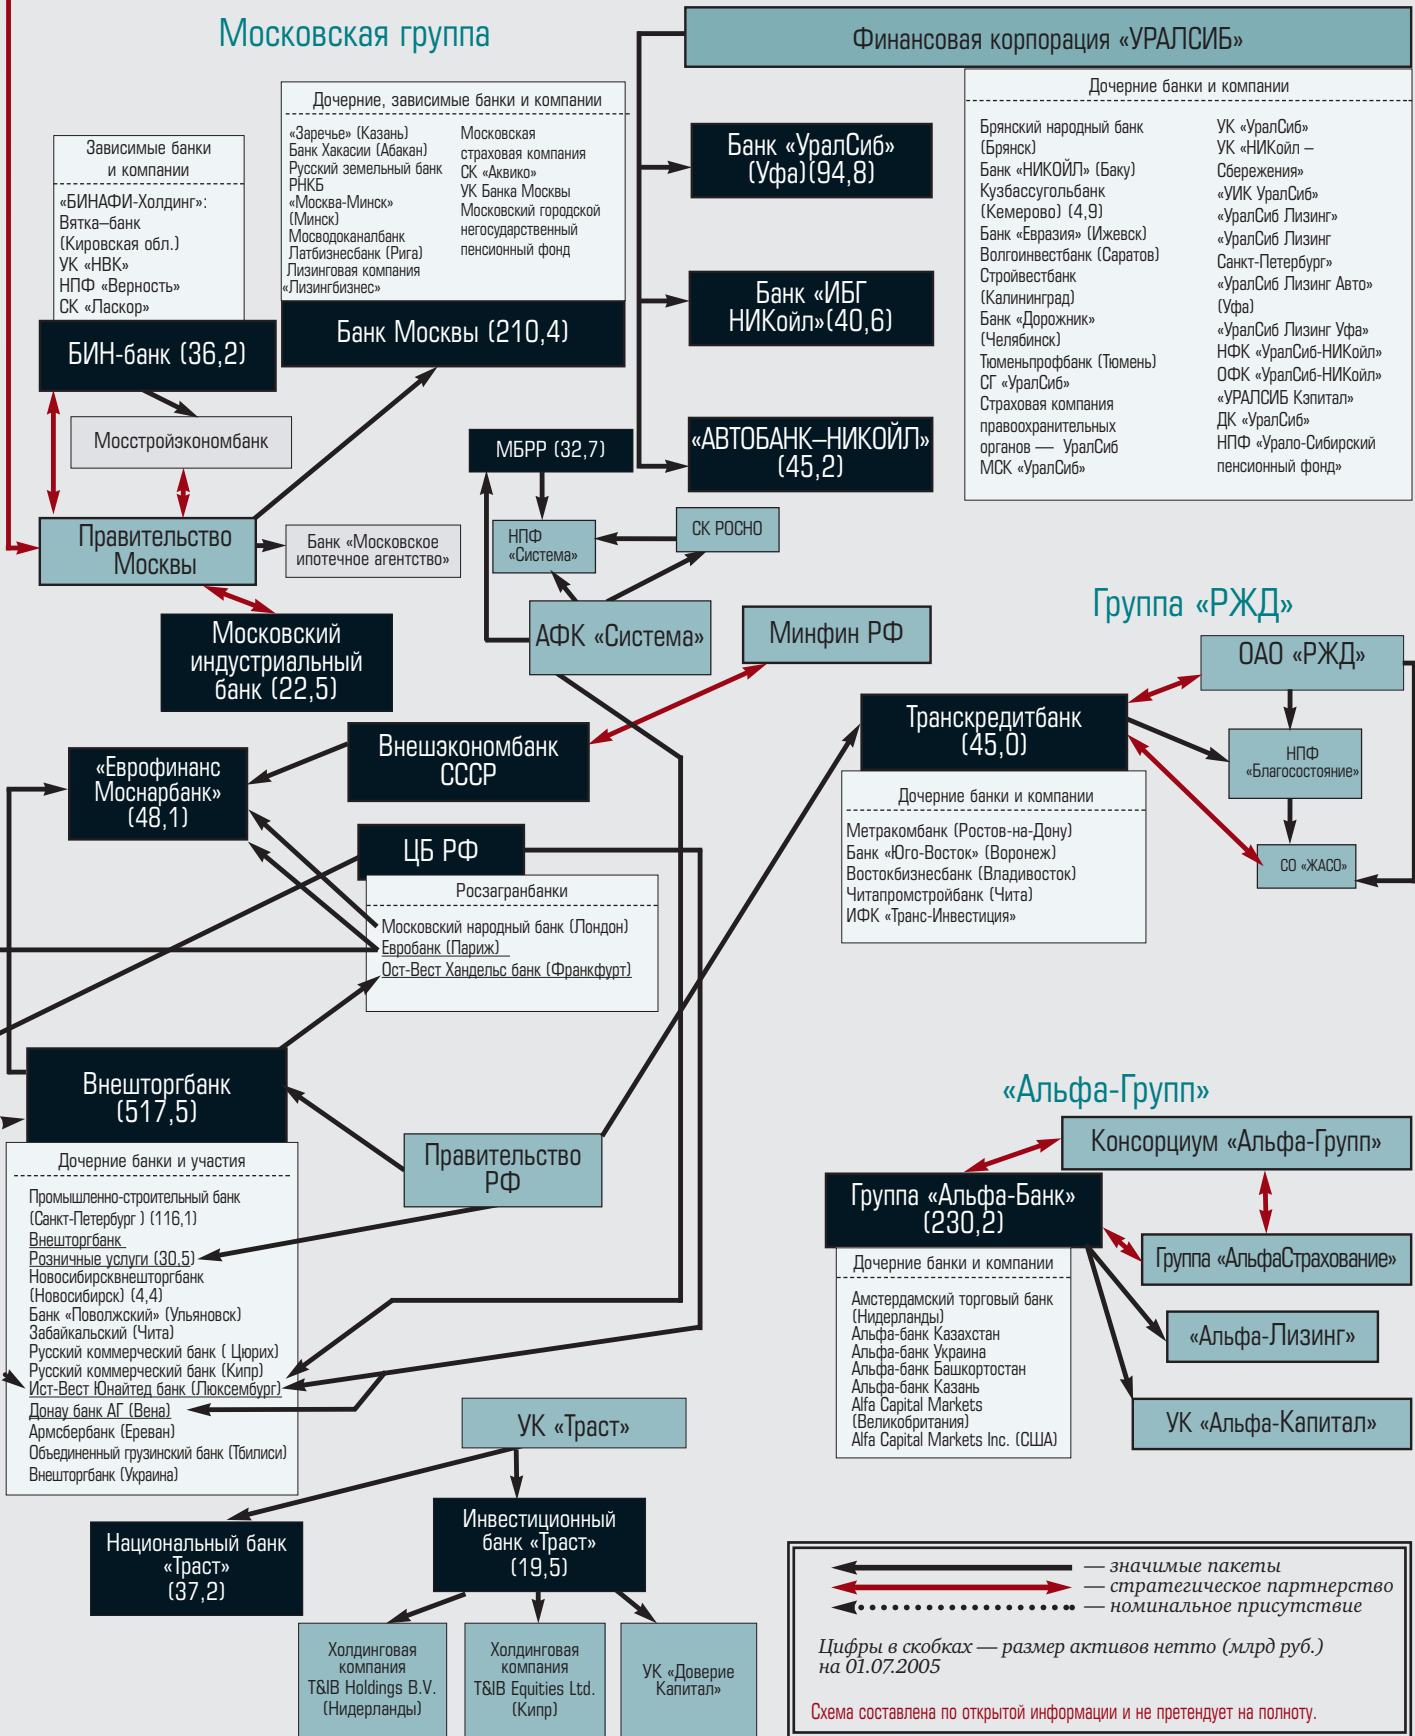 Московская группа
Финансовая корпорация «УРАЛСИБ»
Дочерние банки и компании
Брянский народный банк
(Брянск)
Банк «НИКОЙЛ» (Баку)
Кузбассугольбанк
(Кемерово) (4,9)
Банк «Евразия» (Ижевск)
Волгоинвестбанк (Саратов)
Стройвестбанк
(Калининград)
Банк «Дорожник»
(Челябинск)
Тюменьпрофбанк (Тюмень)
СГ «УралСиб»
Страховая компания
правоохранительных
органов — УралСиб
МСК «УралСиб»
УК «УралСиб»
УК «НИКойл –
Сбережения»
«УИК УралСиб»
«УралСиб Лизинг»
«УралСиб Лизинг
Санкт-Петербург»
«УралСиб Лизинг Авто»
(Уфа)
«УралСиб Лизинг Уфа»
НФК «УралСиб-НИКойл»
ОФК «УралСиб-НИКойл»
«УРАЛСИБ Кэпитал»
ДК «УралСиб»
НПФ «Урало-Сибирский
пенсионный фонд»
Дочерние, зависимые банки и компании
«Заречье» (Казань)
Банк Хакасии (Абакан)
Русский земельный банк
РНКБ
«Москва-Минск»
(Минск)
Мосводоканалбанк
Латбизнесбанк (Рига)
Лизинговая компания
«Лизингбизнес»
Московская
страховая компания
СК «Аквико»
УК Банка Москвы
Московский городской
негосударственный
пенсионный фонд
Банк Москвы (210,4)
Зависимые банки
и компании
«БИНАФИ-Холдинг»:
Вятка–банк
(Кировская обл.)
УК «НВК»
НПФ «Верность»
СК «Ласкор»
БИН-банк (36,2)
Мосстройэкономбанк
Правительство
Москвы
Банк «Московское
ипотечное агентство»
Московский
индустриальный
банк (22,5)
Банк «УралСиб»
(Уфа)(94,8)
Банк «ИБГ
НИКойл»(40,6)
«АВТОБАНК–НИКОЙЛ»
(45,2)
МБРР (32,7)
НПФ
«Система»
СК РОСНО
АФК «Система»
Минфин РФ
Группа «РЖД»
ОАО «РЖД»
Транскредитбанк
(45,0)
НПФ
«Благосостояние»
СО «ЖАСО»
Дочерние банки и компании
Метракомбанк (Ростов-на-Дону)
Банк «Юго-Восток» (Воронеж)
Востокбизнесбанк (Владивосток)
Читапромстройбанк (Чита)
ИФК «Транс-Инвестиция»
Внешэкономбанк
СССР
«Еврофинанс
Моснарбанк»
(48,1)
ЦБ РФ
Росзагранбанки
Московский народный банк (Лондон)
Евробанк (Париж)
Ост-Вест Хандельс банк (Франкфурт)
Внешторгбанк
(517,5)
Дочерние банки и участия
Промышленно-строительный банк
(Санкт-Петербург ) (116,1)
Внешторгбанк
Розничные услуги (30,5)
Новосибирсквнешторгбанк
(Новосибирск) (4,4)
Банк «Поволжский» (Ульяновск)
Забайкальский (Чита)
Русский коммерческий банк ( Цюрих)
Русский коммерческий банк (Кипр)
Ист-Вест Юнайтед банк (Люксембург)
Донау банк АГ (Вена)
Армсбербанк (Ереван)
Объединенный грузинский банк (Тбилиси)
Внешторгбанк (Украина)
Правительство
РФ
«Альфа-Групп»
Консорциум «Альфа-Групп»
Группа «Альфа-Банк»
(230,2)
Группа «АльфаСтрахование»
«Альфа-Лизинг»
УК «Альфа-Капитал»
Дочерние банки и компании
Амстердамский торговый банк
(Нидерланды)
Альфа-банк Казахстан
Альфа-банк Украина
Альфа-банк Башкортостан
Альфа-банк Казань
Alfa Capital Markets
(Великобритания)
Alfa Capital Markets Inc. (США)
УК «Траст»
Национальный банк
«Траст»
(37,2)
Инвестиционный
банк «Траст»
(19,5)
Холдинговая
компания
T&IB Holdings B.V.
(Нидерланды)
Холдинговая
компания
T&IB Equities Ltd.
(Кипр)
УК «Доверие
Капитал»
— значимые пакеты
— стратегическое партнерство
— номинальное присутствие
Цифры в скобках — размер активов нетто (млрд руб.)
на 01.07.2005
Схема составлена по открытой информации и не претендует на полноту.